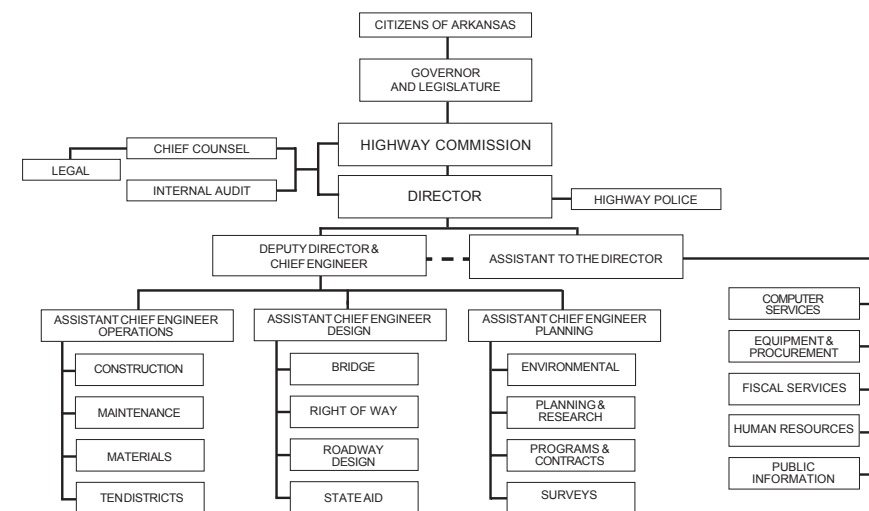 CITIZENS OF ARKANSAS
GOVERNOR
AND LEGISLATURE
HIGHWAY COMMISSION
CHIEF COUNSEL
LEGAL
INTERNAL AUDIT
DIRECTOR
HIGHWAY POLICE
DEPUTY DIRECTOR &
CHIEF ENGINEER
ASSISTANT TO THE DIRECTOR
ASSISTANT CHIEF ENGINEER
OPERATIONS
CONSTRUCTION
MAINTENANCE
MATERIALS
TEN DISTRICTS
ASSISTANT CHIEF ENGINEER
DESIGN
BRIDGE
RIGHT OF WAY
ROADWAY
DESIGN
STATE AID
ASSISTANT CHIEF ENGINEER
PLANNING
ENVIRONMENTAL
PLANNING &
RESEARCH
PROGRAMS &
CONTRACTS
SURVEYS
COMPUTER
SERVICES
EQUIPMENT &
PROCUREMENT
FISCAL SERVICES
HUMAN RESOURCES
PUBLIC
INFORMATION